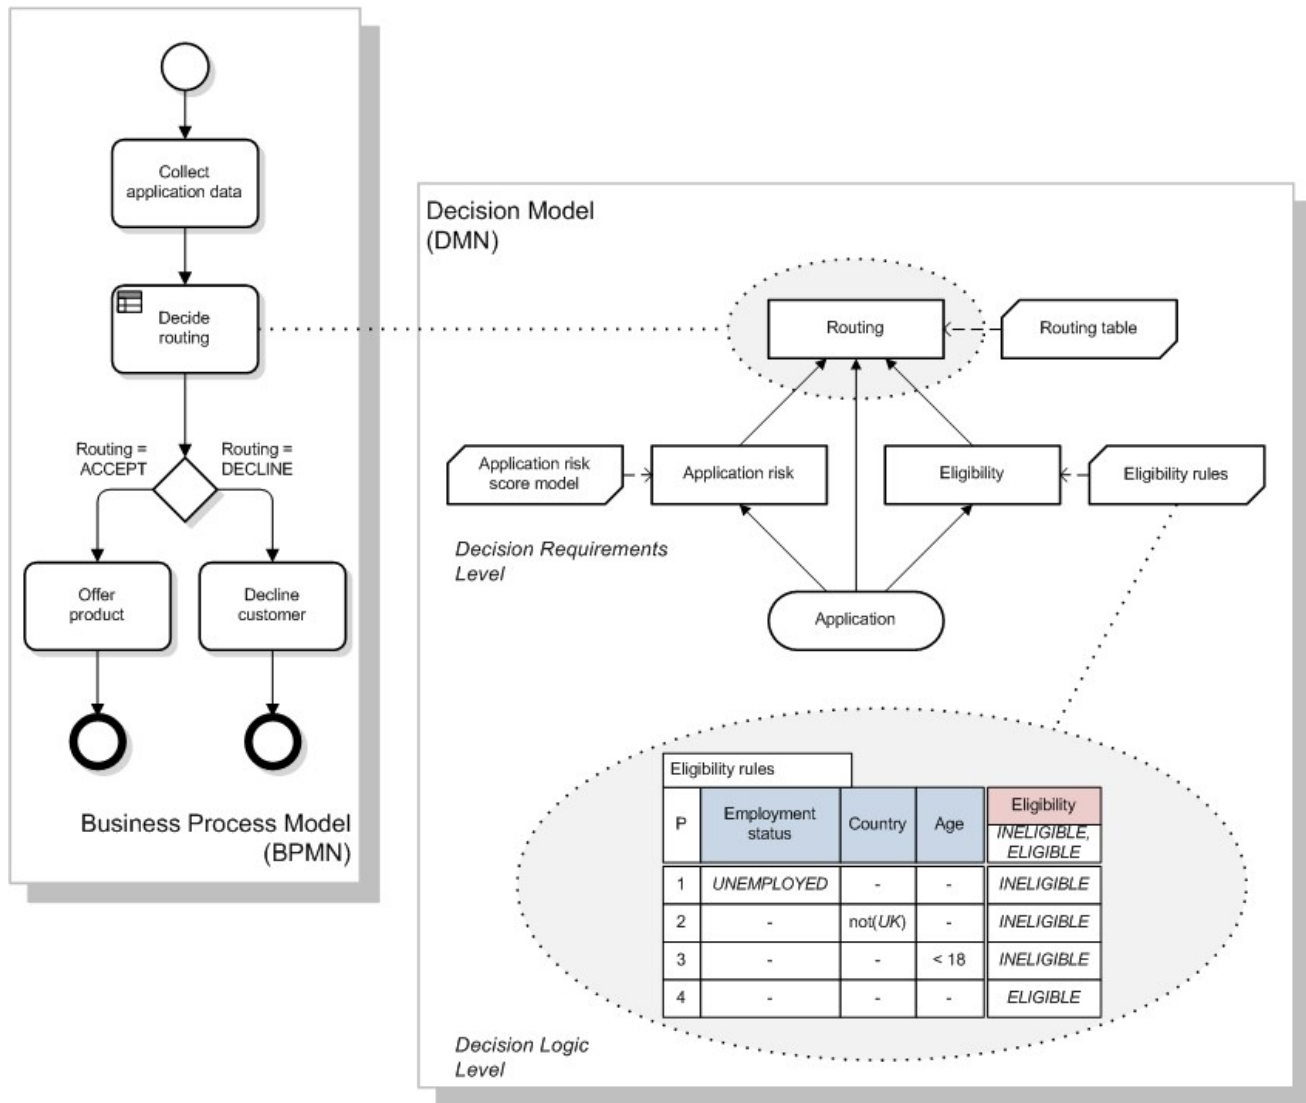 Collect
application data
Decide
routing
Routing =
ACCEPT
Routing =
DECLINE
Offer
product
Decline
customer
Business Process Model
(BPMN)
Decision Model
(DMN)
Routing
Routing table
Application risk
score model
Application risk
Eligibility
Eligibility rules
Decision Requirements
Level
Application
Eligibility rules
P
Employment
status
Country
Age
Eligibility
INELIGIBLE,
ELIGIBLE
1 UNEMPLOYED - - INELIGIBLE
2 - not(UK) - INELIGIBLE
3 - - < 18 INELIGIBLE
4 - - - ELIGIBLE
Decision Logic
Level